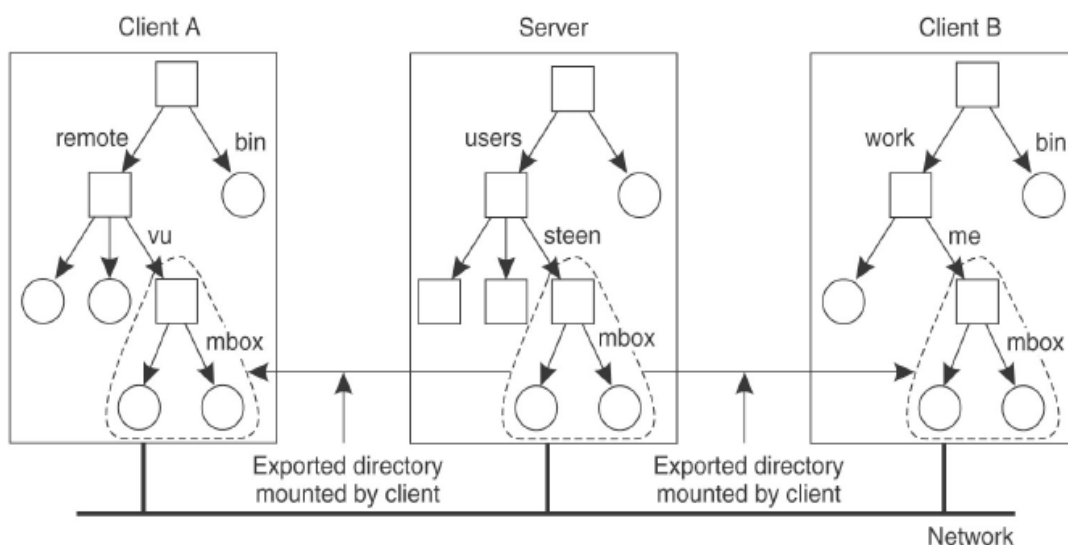 Client A
Server
Client B
remote
bin
users
work
bin
vu
steen
me
mbox
mbox
mbox
Exported directory
mounted by client
Exported directory
mounted by client
Network